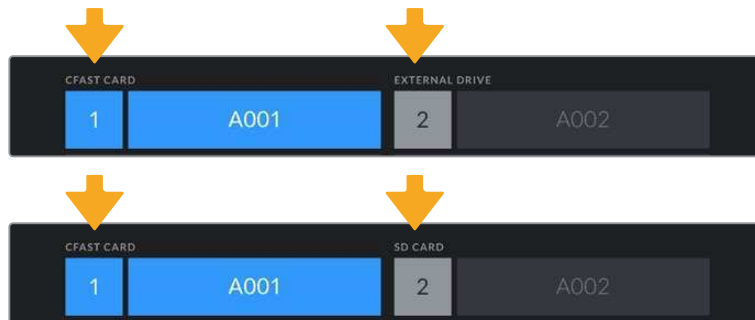 CFAST CARD EXTERNAL DRIVE
1 A001 2 A002
CFAST CARD SD CARD
1 A001 2 A002